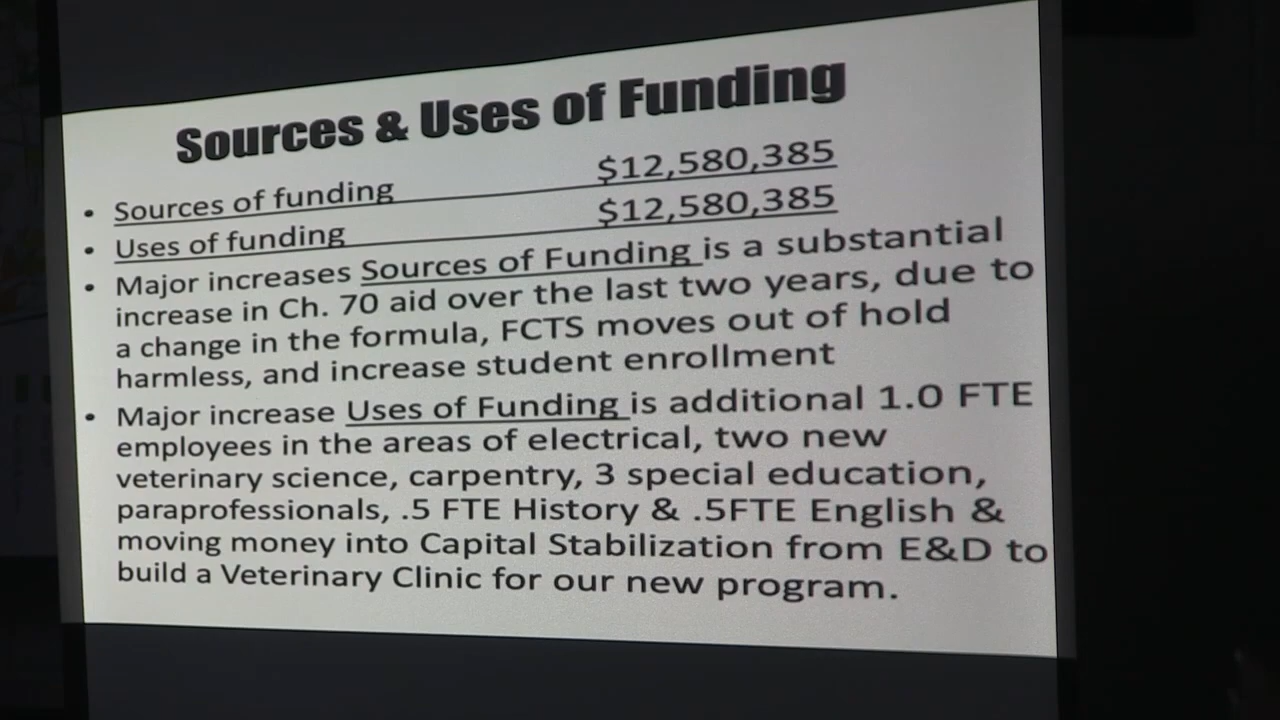 Sources & Uses of Funding
• Sources of funding $12,580,385
• Uses of funding $12,580,385
• Major increases Sources of Funding is a substantial
increase in Ch. 70 aid over the last two years, due to
a change in the formula, FCTS moves out of hold
harmless, and increase student enrollment
• Major increase Uses of Funding is additional 1.0 FTE
employees in the areas of electrical, two new
veterinary science, carpentry, 3 special education,
paraprofessionals, .5 FTE History & .5FTE English &
moving money into Capital Stabilization from E&D to
build a Veterinary Clinic for our new program.